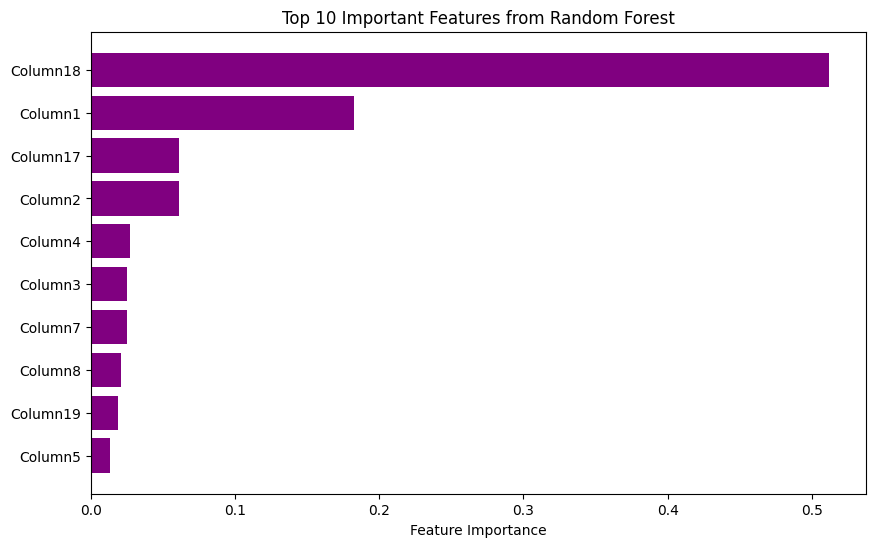 Top 10 Important Features from Random Forest
Column18
Column1
Column17
Column2
Column4
Column3
Column7
Column8
Column19
Column5
0.0 0.1 0.2 0.3 0.4 0.5
Feature Importance